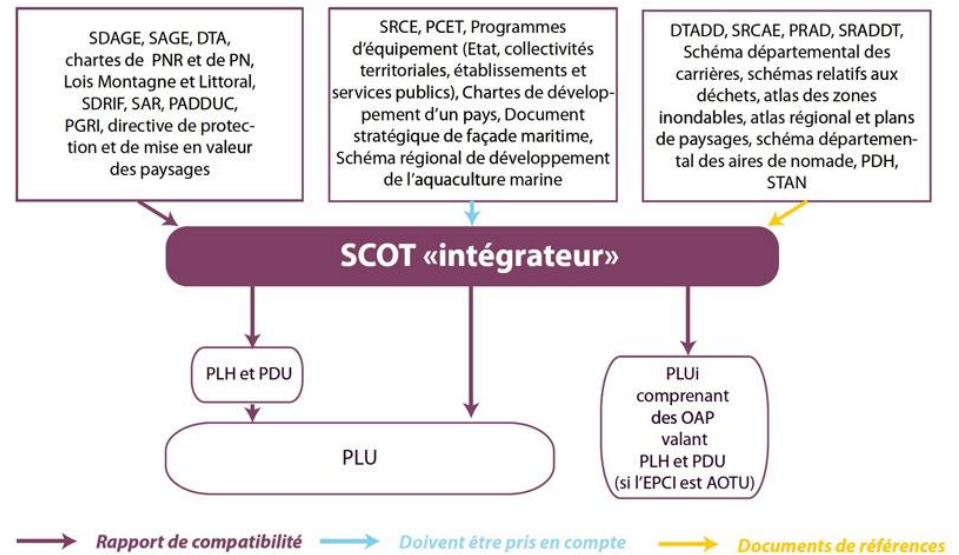 SDAGE, SAGE, DTA,
chartes de PNR et de PN,
Lois Montagne et Littoral,
SDRIF, SAR, PADDUC,
PGRI, directive de protec-
tion et de mise en valeur
des paysages
SRCE, PCET, Programmes
d'équipement (Etat, collectivités
territoriales, établissements et
services publics), Chartes de dévelop-
pement d'un pays, Document
stratégique de façade maritime,
Schéma régional de développement
de l'aquaculture marine
DTADD, SRCAE, PRAD, SRADDT,
Schéma départemental des
carrières, schémas relatifs aux
déchets, atlas des zones
inondables, atlas régional et plans
de paysages, schéma départemen-
tal des aires de nomade, PDH,
STAN
SCOT «intégrateur»
PLH et PDU
PLU
PLUi
comprenant
des OAP
valant
PLH et PDU
(si l'EPCI est AOTU)
Rapport de compatibilité
Doivent être pris en compte
Documents de références